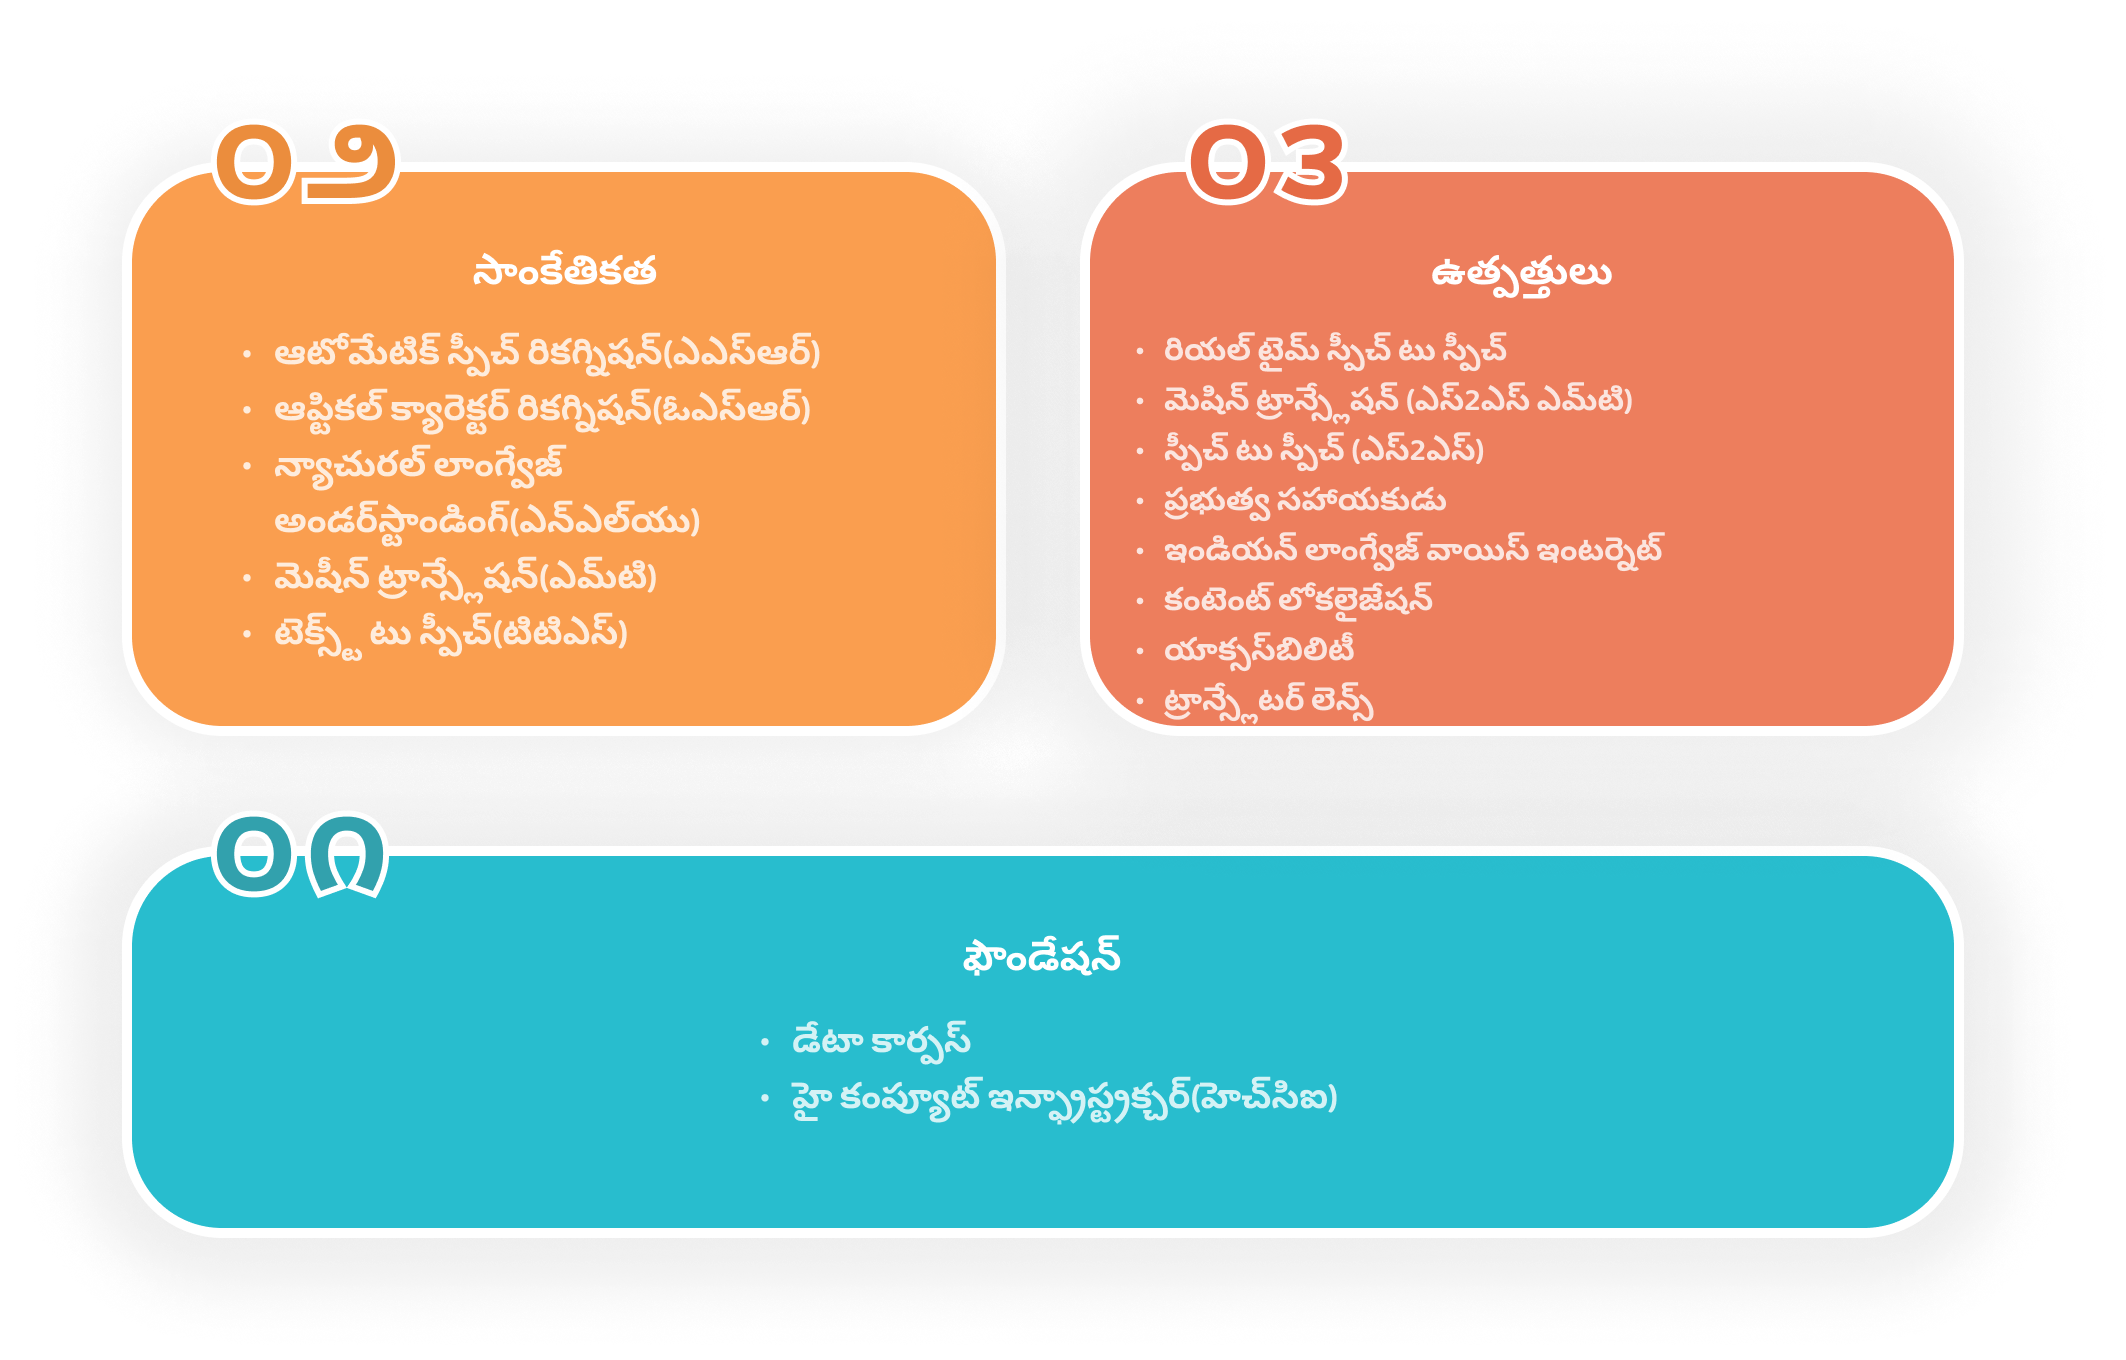 ౦౨
సాంకేతికత
• ఆటోమేటిక్ స్పీచ్ రికగ్నిషన్(ఎఎస్ఆర్)
• ఆప్టికల్ క్యారెక్టర్ రికగ్నిషన్(ఓఎస్ఆర్)
• న్యాచురల్ లాంగ్వేజ్
అండర్‌స్టాండింగ్(ఎన్ఎల్‌యు)
• మెషీన్ ట్రాన్స్లేషన్(ఎమ్‌టి)
• టెక్స్ట్ టు స్పీచ్(టిటిఎస్)
౦౩
ఉత్పత్తులు
• రియల్ టైమ్ స్పీచ్ టు స్పీచ్
• మెషిన్ ట్రాన్స్లేషన్ (ఎస్2ఎస్ ఎమ్‌టి)
• స్పీచ్ టు స్పీచ్ (ఎస్2ఎస్)
• ప్రభుత్వ సహాయకుడు
• ఇండియన్ లాంగ్వేజ్ వాయిస్ ఇంటర్నెట్
• కంటెంట్ లోకలైజేషన్
• యాక్సస్‌బిలిటీ
• ట్రాన్స్లేటర్ లెన్స్
౦౧
ఫౌండేషన్
• డేటా కార్పస్
• హై కంప్యూట్ ఇన్ఫ్రాస్ట్రక్చర్(హెచ్‌సిఐ)